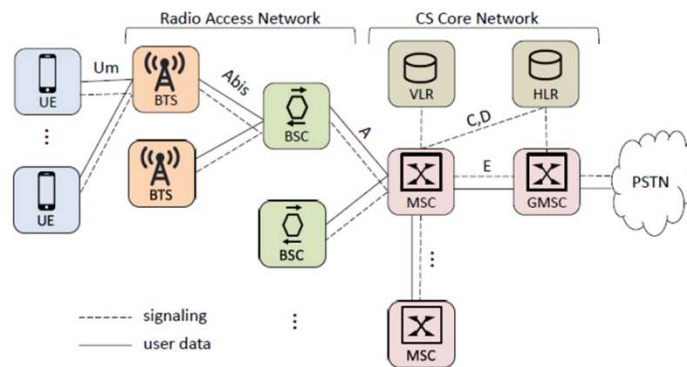 Radio Access Network
CS Core Network
UE
Um
BTS
Abis
BSC
A
VLR
HLR
C,D
⋮
UE
BTS
BSC
MSC
E
GMSC
PSTN
⋮
MSC
signaling
user data
⋮